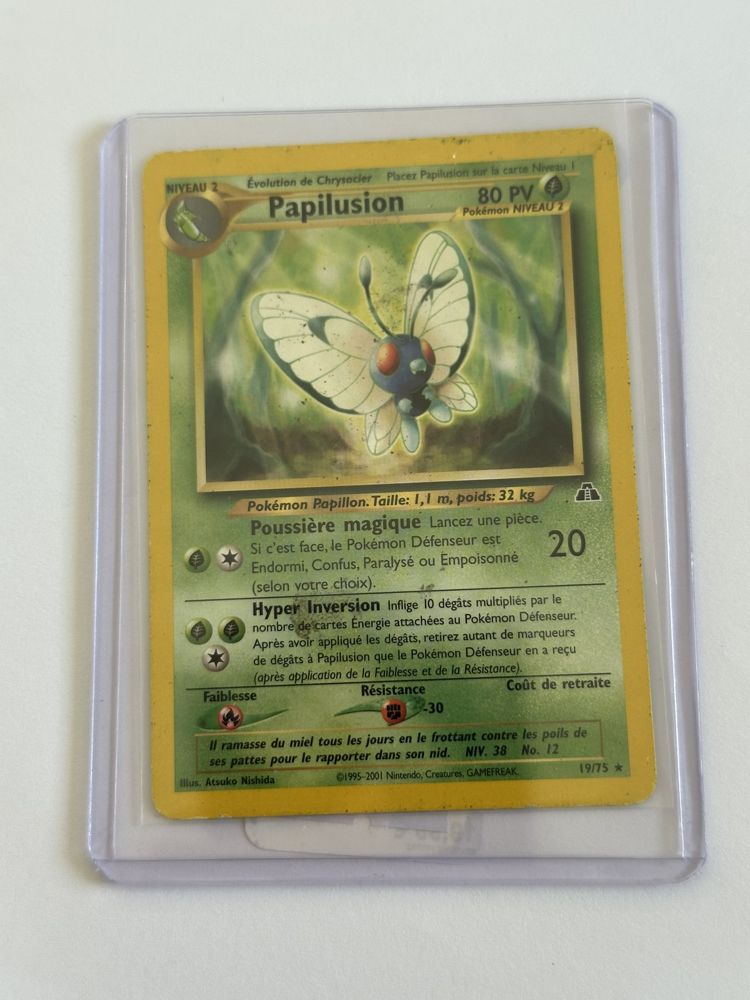 NIVEAU 2
Évolution de Chrysacier Placez Papilusion sur la carte Niveau 1
Papilusion 80 PV
Pokémon NIVEAU 2
Pokémon Papillon. Taille: 1,1 m, poids: 32 kg
Poussière magique Lancez une pièce.
Si c'est face, le Pokémon Défenseur est
Endormi, Confus, Paralysé ou Empoisonné
(selon votre choix).
20
Hyper Inversion Inflige 10 dégâts multipliés par le
nombre de cartes Énergie attachées au Pokémon Défenseur.
Après avoir appliqué les dégâts, retirez autant de marqueurs
de dégâts à Papilusion que le Pokémon Défenseur en a reçu
(après application de la Faiblesse et de la Résistance).
Faiblesse Résistance Coût de retraite
-30
Il ramasse du miel tous les jours en le frottant contre les poils de
ses pattes pour le rapporter dans son nid. NIV. 38 No. 12
Illus. Atsuko Nishida ©1995-2001 Nintendo, Creatures, GAMEFREAK. 19/75 ★